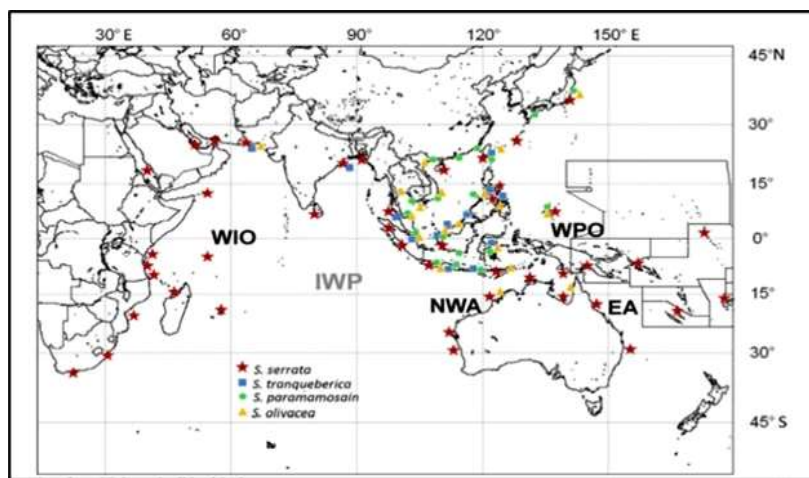 30° E 60° E 90° 120° 150° E
45°N
30°
15°
WIO
WPO
0°
IWP
NWA
EA
15°
S. serrata
S. tranqueberica
S. paramamosain
S. olivacea
30°
45° S